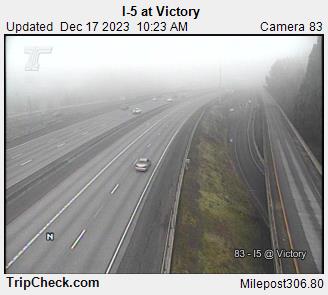 I-5 at Victory
Updated  Dec 17 2023  10:23 AM
Camera 83
N
83 - I5 @ Victory
TripCheck.com
Milepost306.80